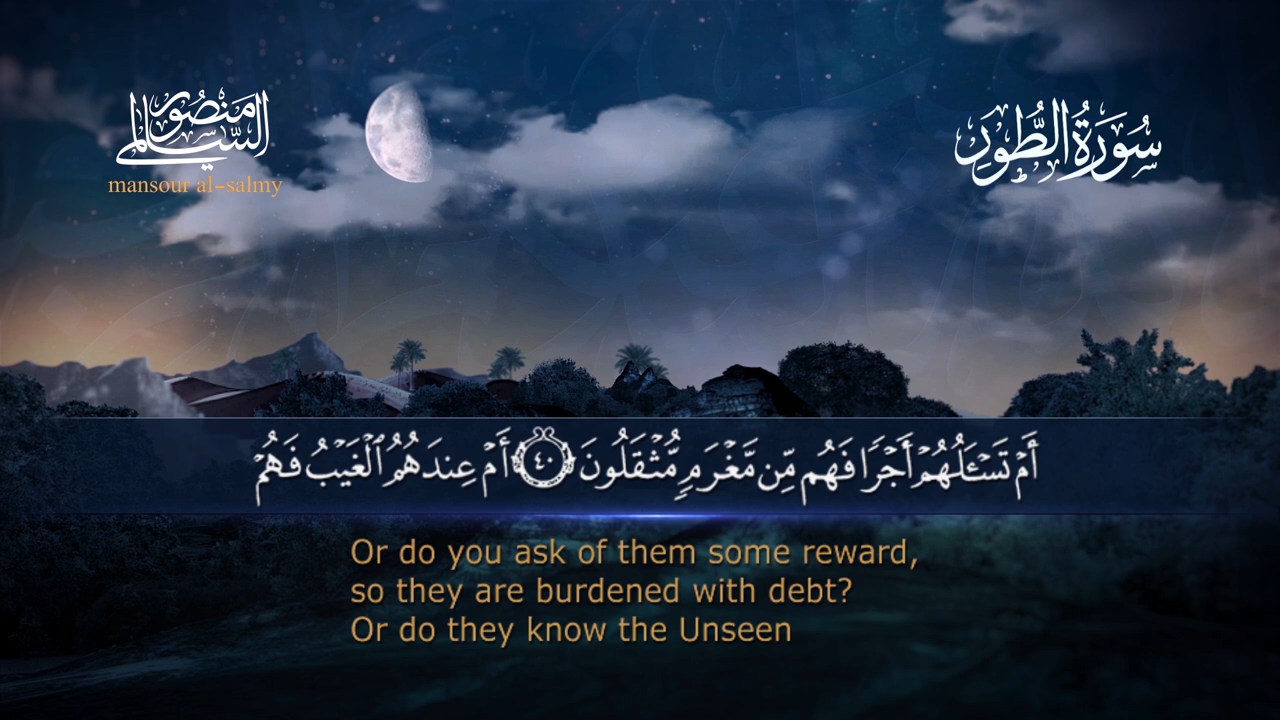 منصور السالمي
mansour al-salmy
سُورَةُ الطُّورِ
أَمْ تَسْـَٔلُهُمْ أَجْرًا فَهُم مِّن مَّغْرَمٍ مُّثْقَلُونَ ٤٠ أَمْ عِندَهُمُ ٱلْغَيْبُ فَهُمْ
Or do you ask of them some reward,
so they are burdened with debt?
Or do they know the Unseen